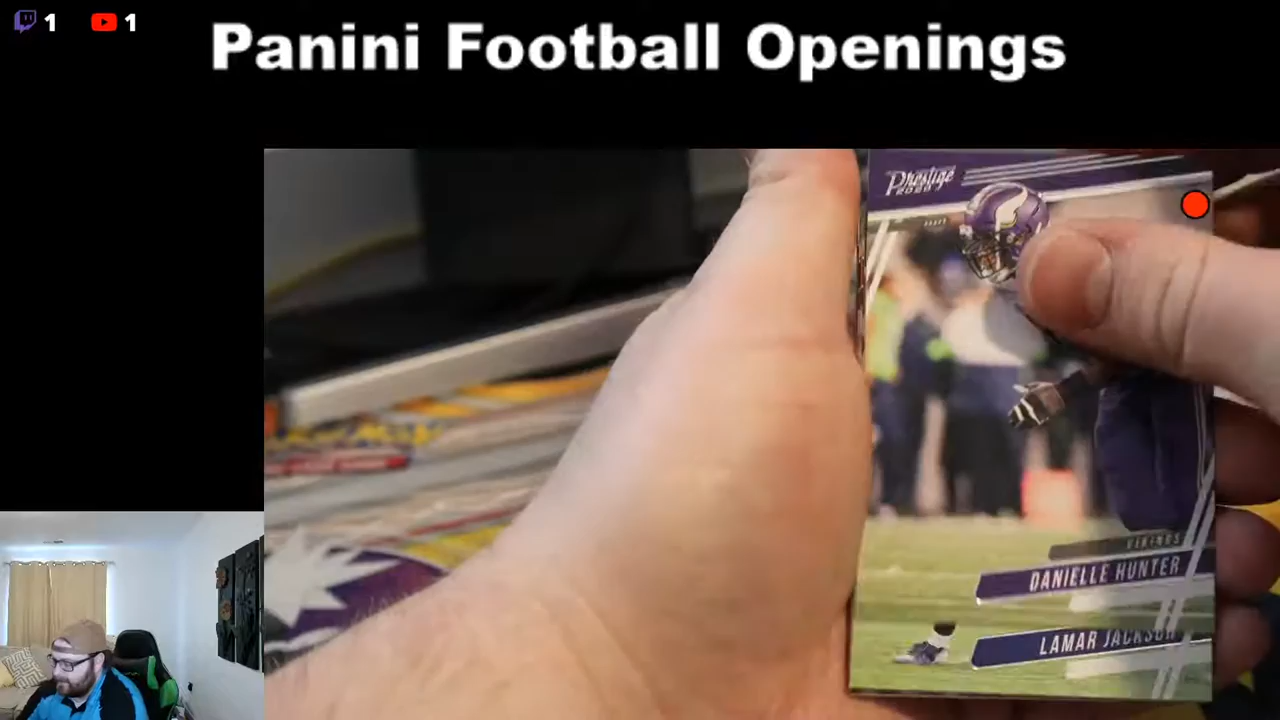 1
1
Panini Football Openings
Prestige
VIKINGS
DANIELLE HUNTER
LAMAR JACKSON